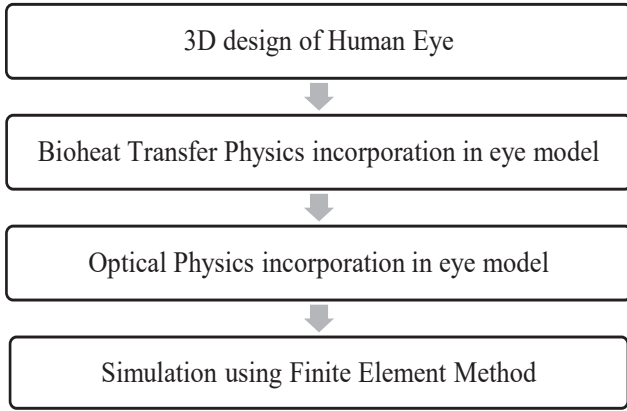 3D design of Human Eye
Bioheat Transfer Physics incorporation in eye model
Optical Physics incorporation in eye model
Simulation using Finite Element Method